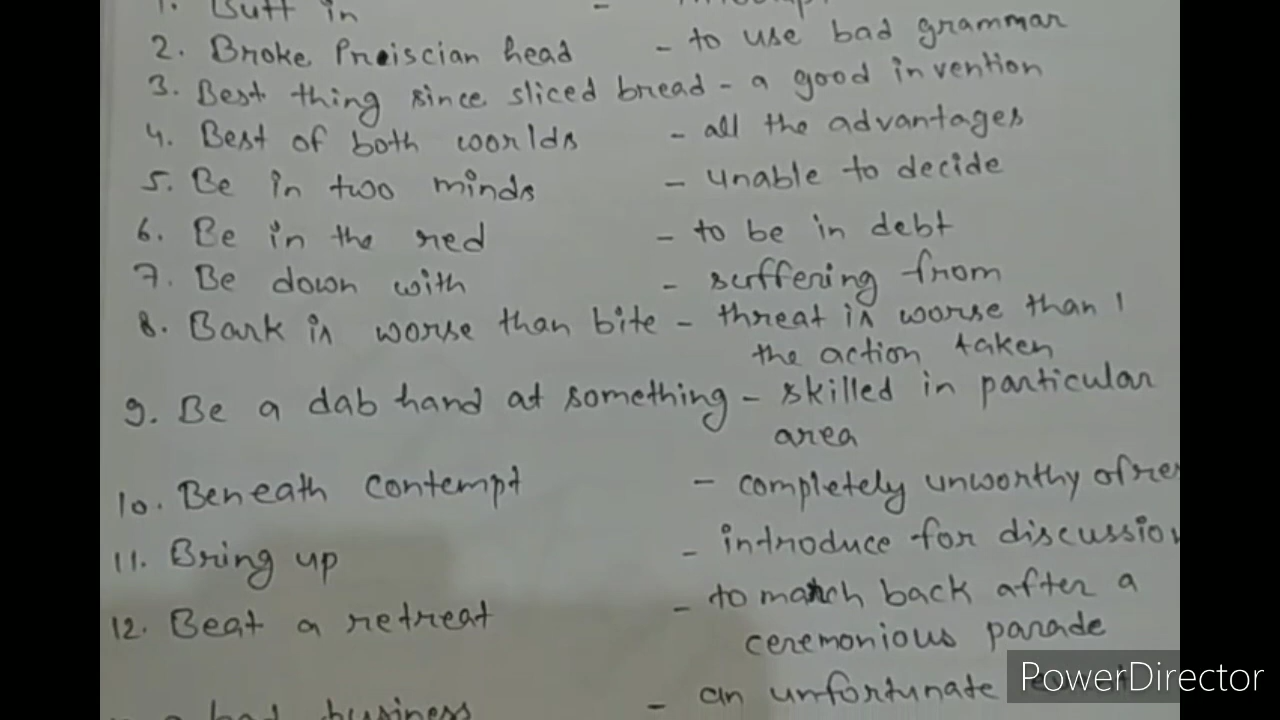 1. Butt in -
2. Broke Priscian head - to use bad grammar
3. Best thing since sliced bread - a good invention
4. Best of both worlds - all the advantages
5. Be in two minds - unable to decide
6. Be in the red - to be in debt
7. Be down with - suffering from
8. Bark is worse than bite - threat is worse than
the action taken
9. Be a dab hand at something - skilled in particular
area
10. Beneath contempt - completely unworthy of
11. Bring up - introduce for discussion
12. Beat a retreat - to march back after a
ceremonious parade
a bad business - an unfortunate
PowerDirector